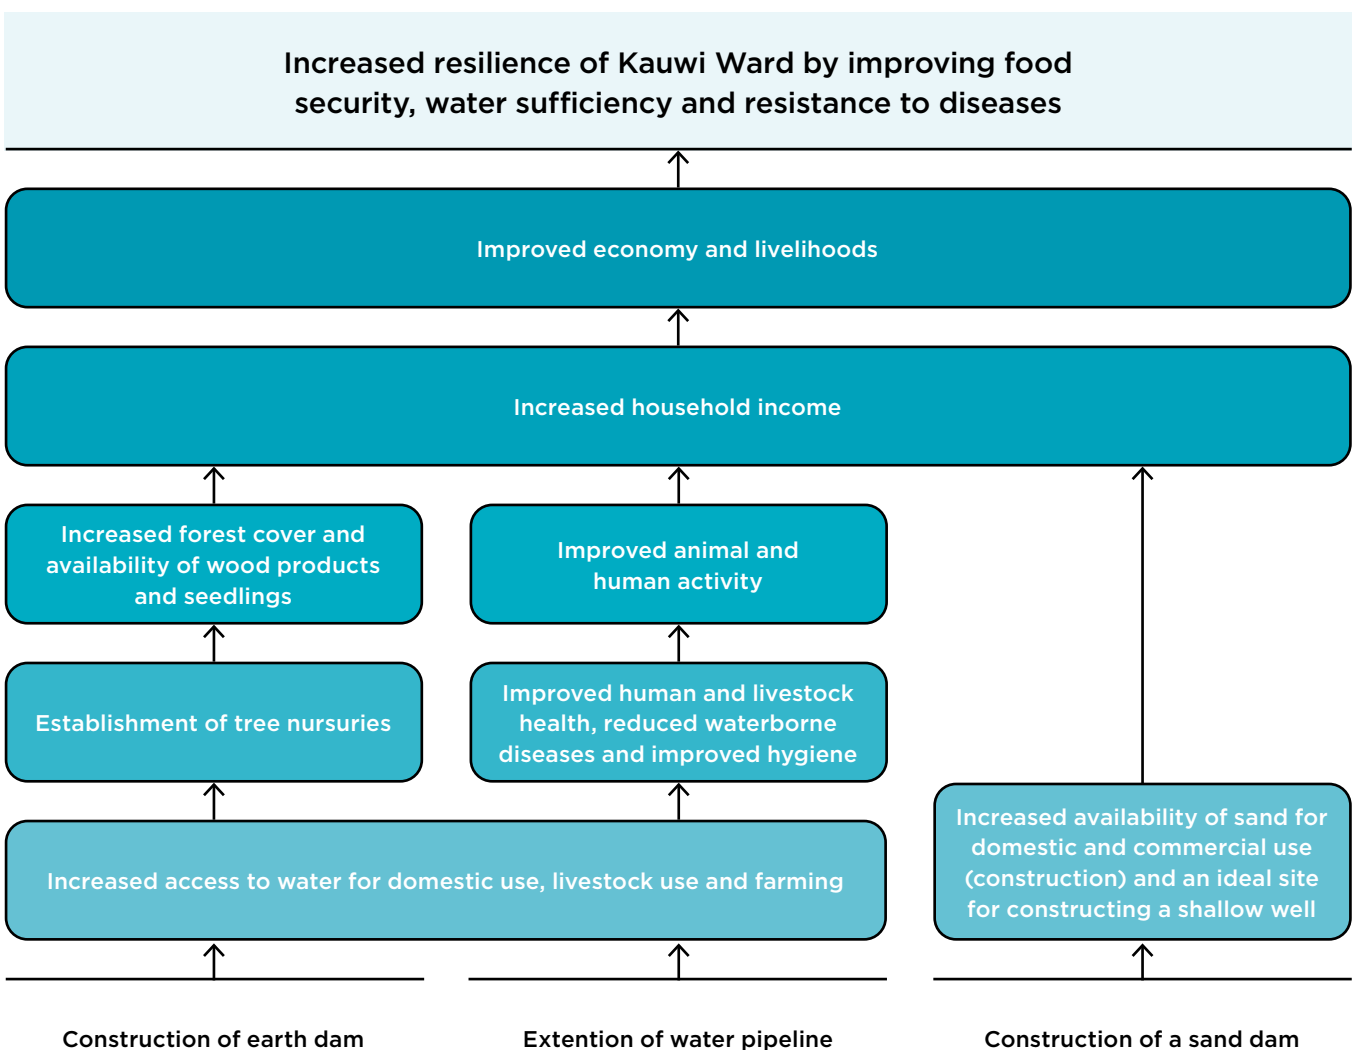 Increased resilience of Kauwi Ward by improving food
security, water sufficiency and resistance to diseases
Improved economy and livelihoods
Increased household income
Increased forest cover and
availability of wood products
and seedlings
Improved animal and
human activity
Establishment of tree nursuries
Improved human and livestock
health, reduced waterborne
diseases and improved hygiene
Increased access to water for domestic use, livestock use and farming
Increased availability of sand for
domestic and commercial use
(construction) and an ideal site
for constructing a shallow well
Construction of earth dam
Extention of water pipeline
Construction of a sand dam